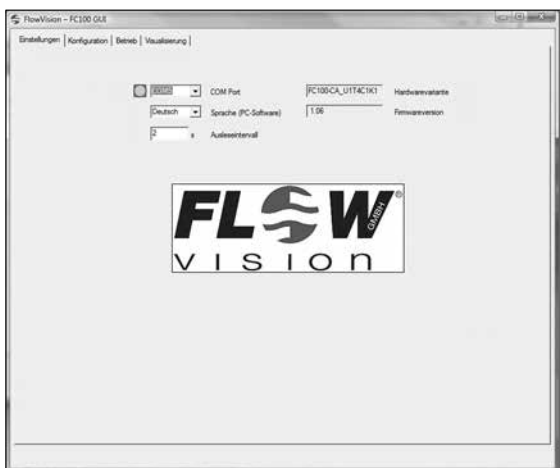 FlowVision – FC100 GUI
Einstellungen | Konfiguration | Betrieb | Visualisierung
COM Port FC100-CA_U1T4C1K1 Hardwarevariante
Deutsch Sprache (PC-Software) 1.06 Firmwareversion
2 s Ausleseintervall
FLOW GMBH ®
vision